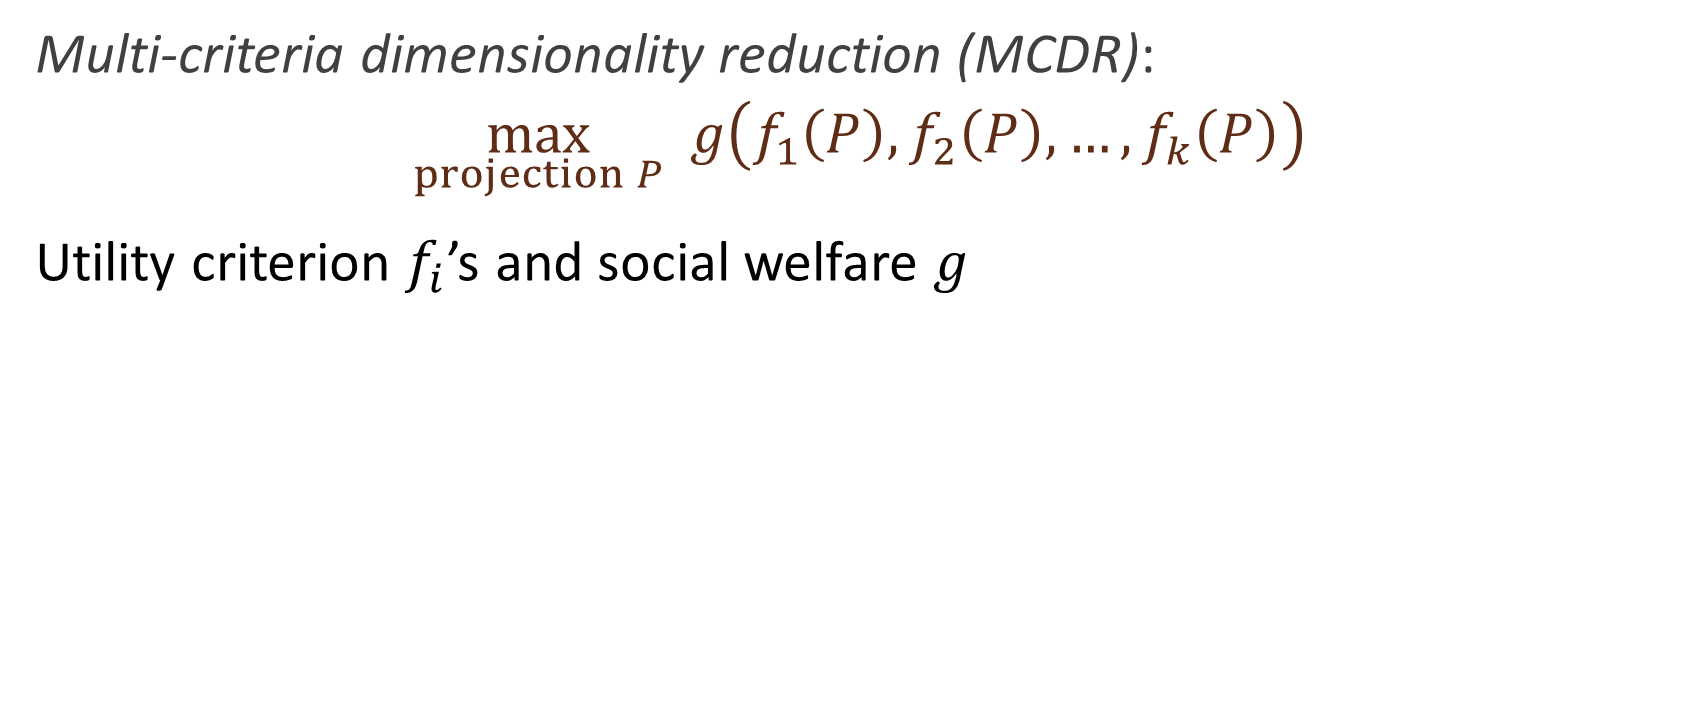 Multi-criteria dimensionality reduction (MCDR):
max g(f₁(P), f₂(P), … , fₖ(P))
projection P
Utility criterion fᵢ’s and social welfare g